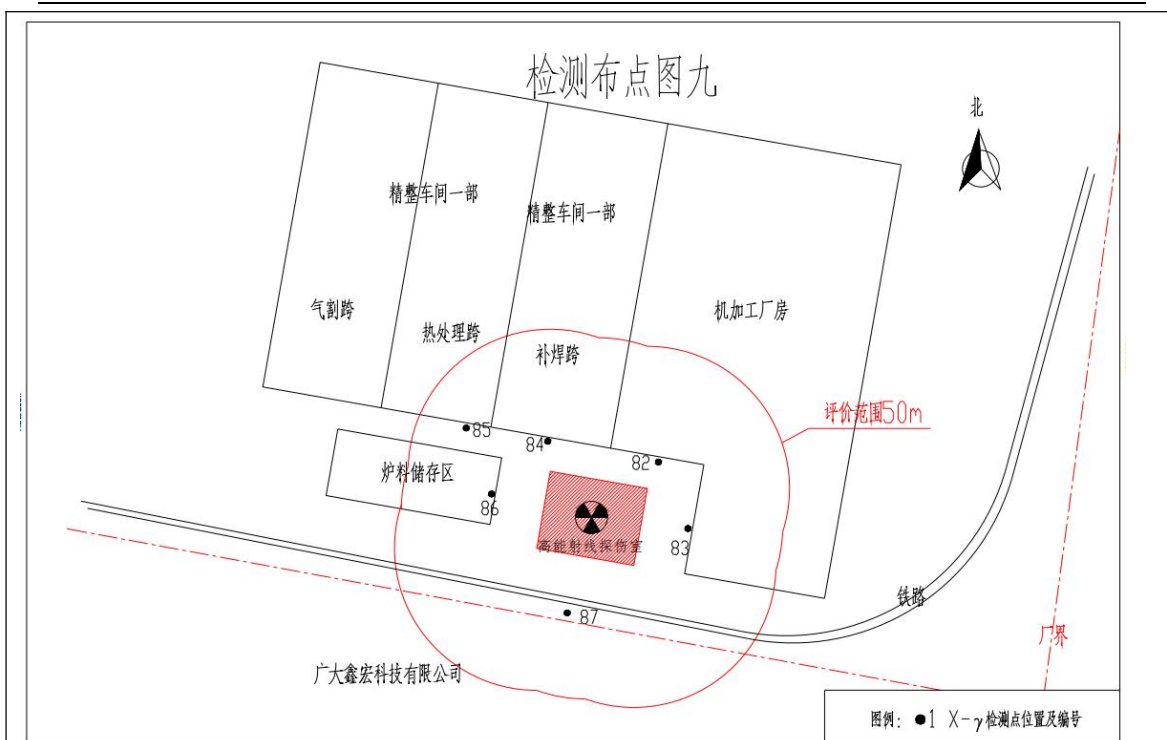 检测布点图九
北
精整车间一部
精整车间一部
气割跨
机加工厂房
热处理跨
补焊跨
评价范围50m
85
84
82
炉料储存区
86
高能射线探伤室
83
铁路
87
厂界
广大鑫宏科技有限公司
图例: ●1 X-γ检测点位置及编号